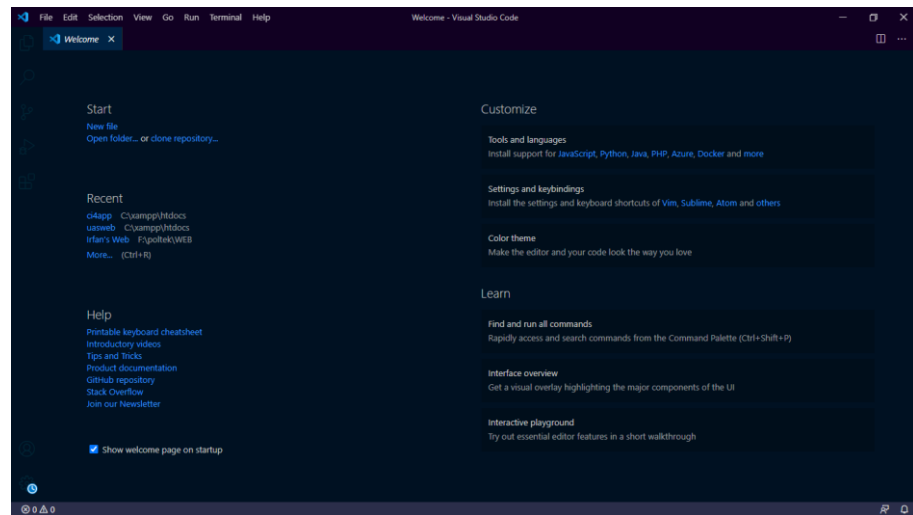 File Edit Selection View Go Run Terminal Help
Welcome - Visual Studio Code
Welcome
Start
New file
Open folder... or clone repository...
Recent
ci4app C:\xampp\htdocs
uasweb C:\xampp\htdocs
Irfan's Web F:\poltek\WEB
More... (Ctrl+R)
Help
Printable keyboard cheatsheet
Introductory videos
Tips and Tricks
Product documentation
GitHub repository
Stack Overflow
Join our Newsletter
Show welcome page on startup
Customize
Tools and languages
Install support for JavaScript, Python, Java, PHP, Azure, Docker and more
Settings and keybindings
Install the settings and keyboard shortcuts of Vim, Sublime, Atom and others
Color theme
Make the editor and your code look the way you love
Learn
Find and run all commands
Rapidly access and search commands from the Command Palette (Ctrl+Shift+P)
Interface overview
Get a visual overlay highlighting the major components of the UI
Interactive playground
Try out essential editor features in a short walkthrough
0 0